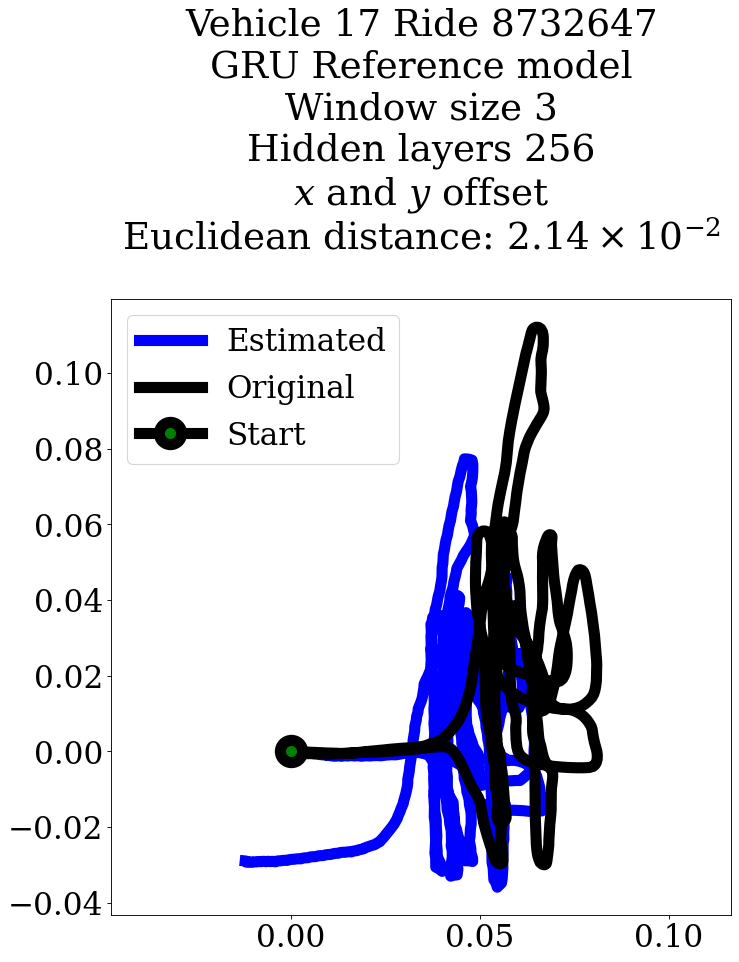 Vehicle 17 Ride 8732647
GRU Reference model
Window size 3
Hidden layers 256
x and y offset
Euclidean distance: 2.14 × 10⁻²
Estimated
Original
Start
0.10
0.08
0.06
0.04
0.02
0.00
−0.02
−0.04
0.00 0.05 0.10